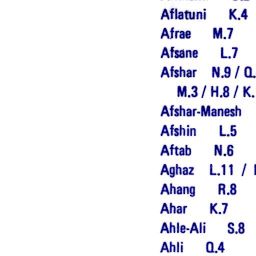 Aflatuni K.4
Afrae M.7
Afsane L.7
Afshar N.9 / Q.
M.3 / H.8 / K.
Afshar-Manesh
Afshin L.5
Aftab N.6
Aghaz L.11 /
Ahang R.8
Ahar K.7
Ahle-Ali S.8
Ahli Q.4